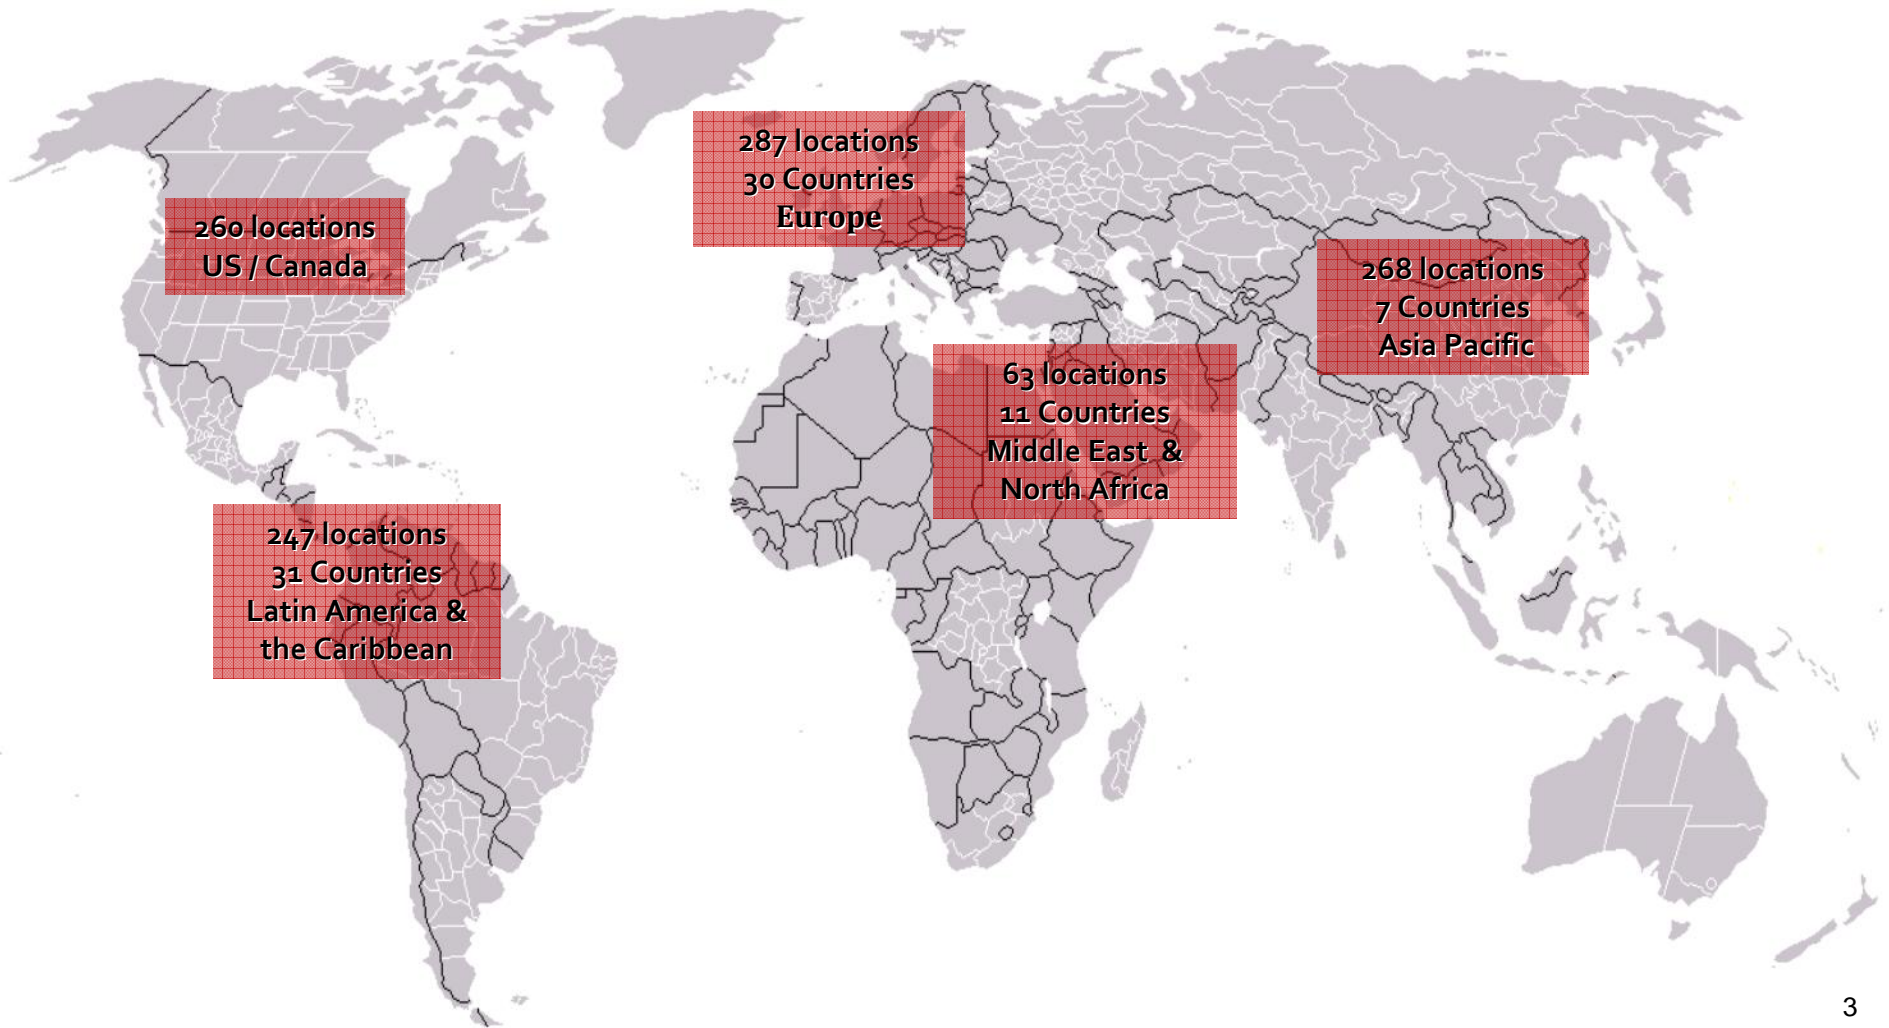 287 locations
30 Countries
Europe
260 locations
US / Canada
268 locations
7 Countries
Asia Pacific
63 locations
11 Countries
Middle East &
North Africa
247 locations
31 Countries
Latin America &
the Caribbean
3